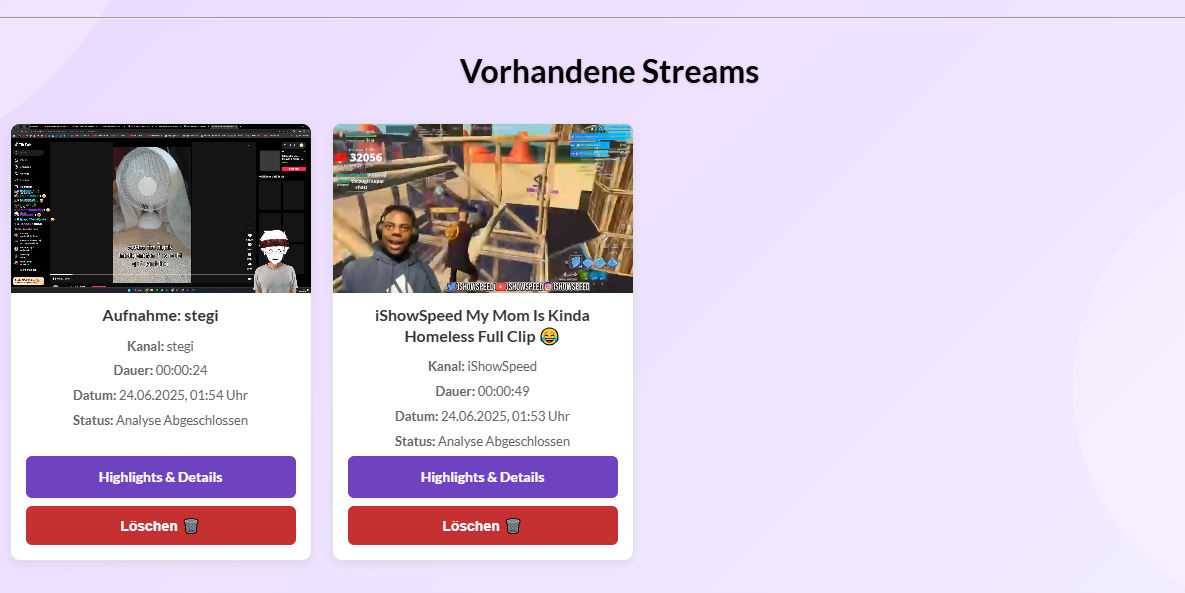 Vorhandene Streams
32056
ISHOWSPEED ISHOWSPEED ISHOWSPEED
Aufnahme: stegi
Kanal: stegi
Dauer: 00:00:24
Datum: 24.06.2025, 01:54 Uhr
Status: Analyse Abgeschlossen
Highlights & Details
Löschen 🗑️
iShowSpeed My Mom Is Kinda
Homeless Full Clip 😂
Kanal: iShowSpeed
Dauer: 00:00:49
Datum: 24.06.2025, 01:53 Uhr
Status: Analyse Abgeschlossen
Highlights & Details
Löschen 🗑️